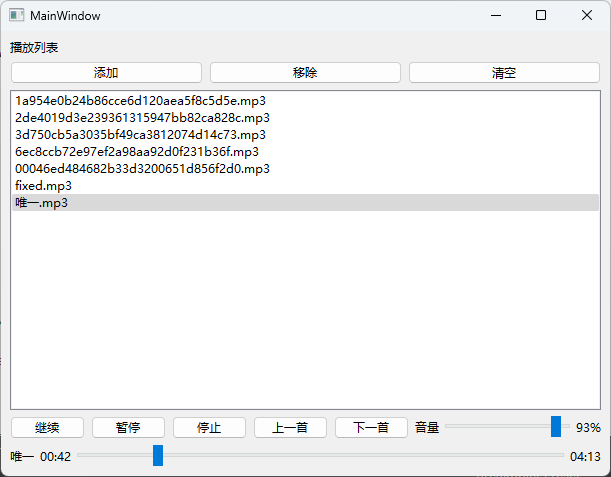 MainWindow
播放列表
添加 移除 清空
1a954e0b24b86cce6d120aea5f8c5d5e.mp3
2de4019d3e239361315947bb82ca828c.mp3
3d750cb5a3035bf49ca3812074d14c73.mp3
6ec8ccb72e97ef2a98aa92d0f231b36f.mp3
00046ed484682b33d3200651d856f2d0.mp3
fixed.mp3
唯一.mp3
继续 暂停 停止 上一首 下一首 音量 93%
唯一 00:42 04:13